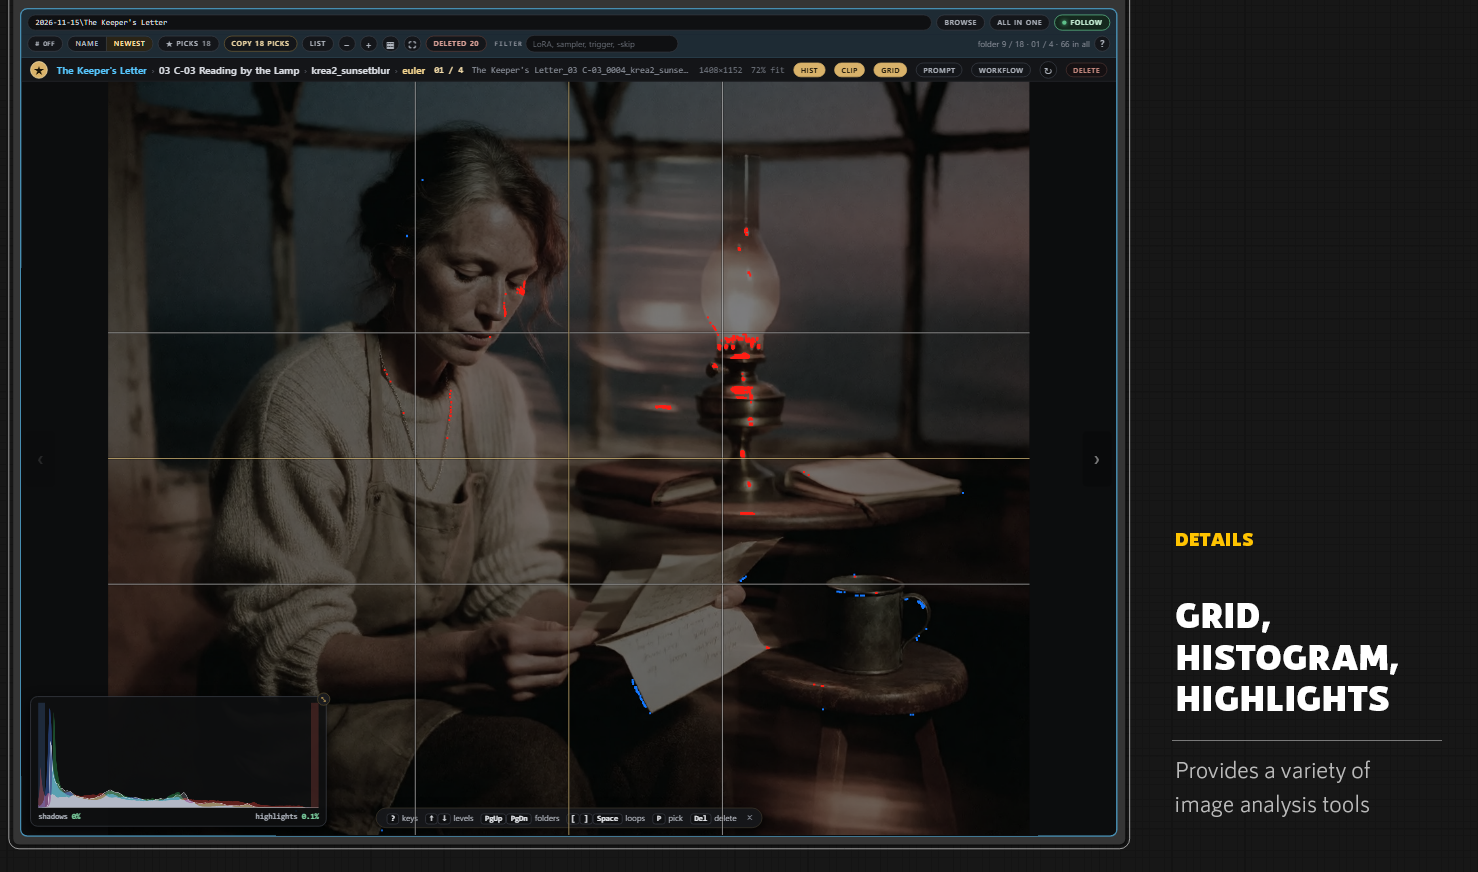 2026-11-15\The Keeper's Letter
BROWSE
ALL IN ONE
FOLLOW
# OFF
NAME
NEWEST
★ PICKS 18
COPY 18 PICKS
LIST
−
+
DELETED 20
FILTER
LoRA, sampler, trigger, -skip
folder 9 / 18 · 01 / 4 · 66 in all
?
★
The Keeper's Letter › 03 C-03 Reading by the Lamp › krea2_sunsetblur › euler 01 / 4
The Keeper's Letter_03 C-03_0004_krea2_sunse…
1408×1152
72% fit
HIST
CLIP
GRID
PROMPT
WORKFLOW
↻
DELETE
‹
›
shadows 0%
highlights 0.1%
? keys ↑ ↓ levels PgUp PgDn folders [ ] Space loops P pick Del delete ×
DETAILS
GRID,
HISTOGRAM,
HIGHLIGHTS
Provides a variety of
image analysis tools